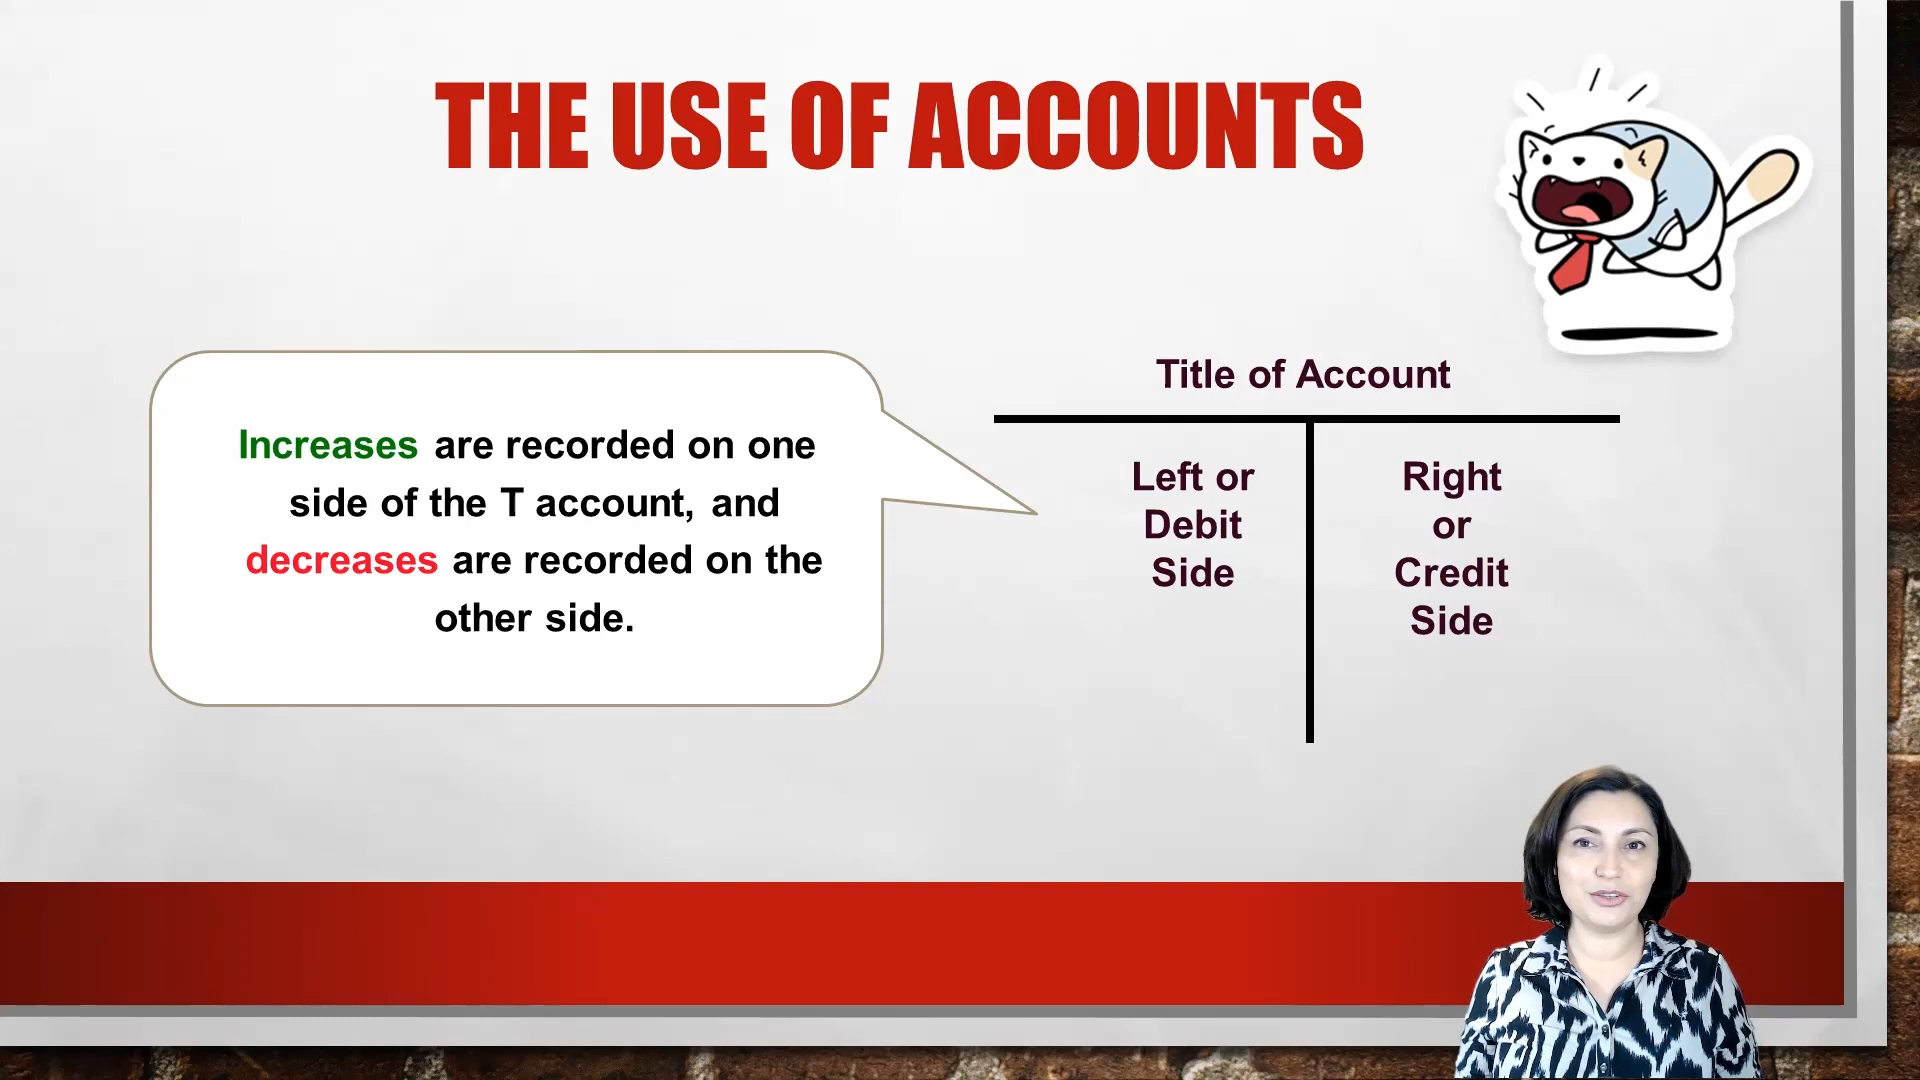 THE USE OF ACCOUNTS
Increases are recorded on one
side of the T account, and
decreases are recorded on the
other side.
Title of Account
Left or
Debit
Side
Right
or
Credit
Side